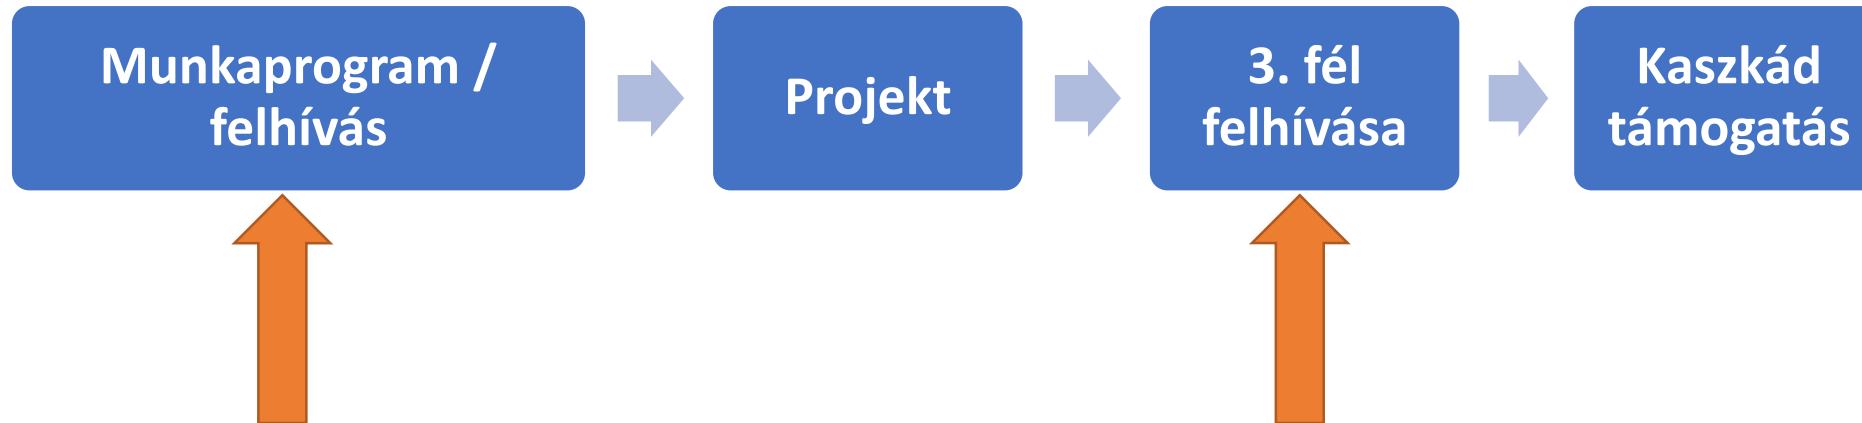 Munkaprogram /
felhívás
Projekt
3. fél
felhívása
Kaszkád
támogatás